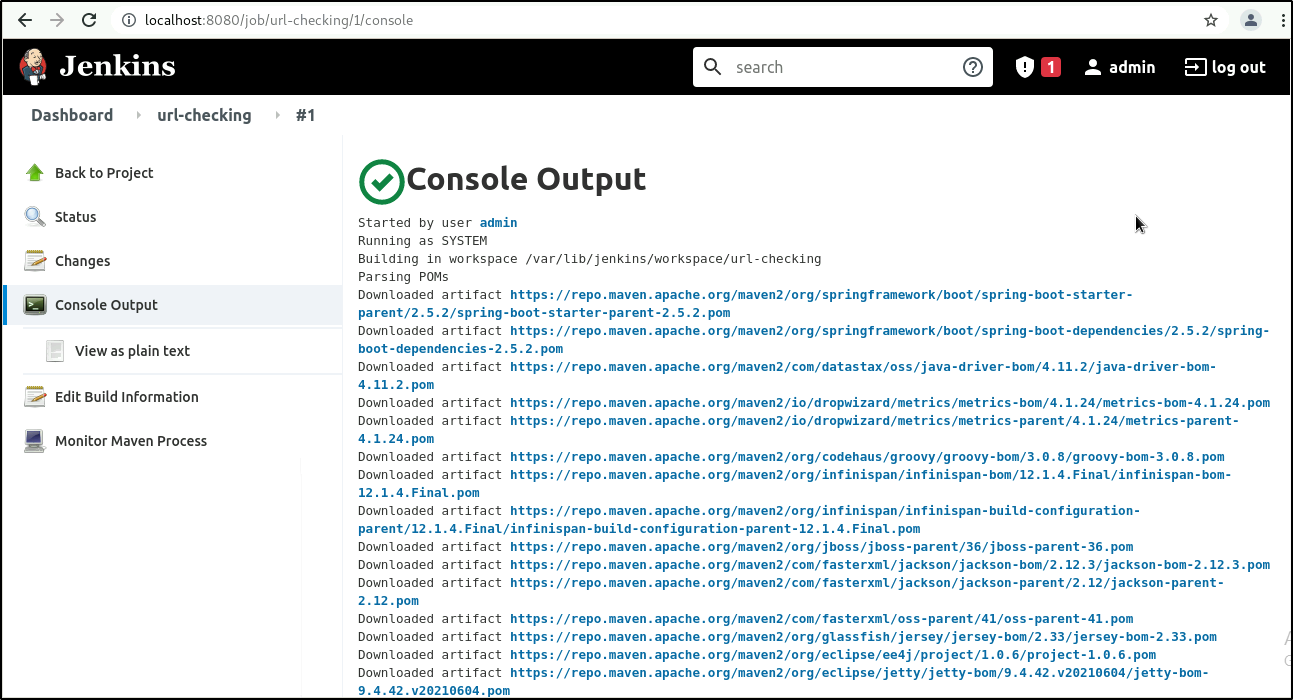 localhost:8080/job/url-checking/1/console
Jenkins
search
1
admin
log out
Dashboard
url-checking
#1
Back to Project
Status
Changes
Console Output
View as plain text
Edit Build Information
Monitor Maven Process
Console Output
Started by user admin
Running as SYSTEM
Building in workspace /var/lib/jenkins/workspace/url-checking
Parsing POMs
Downloaded artifact https://repo.maven.apache.org/maven2/org/springframework/boot/spring-boot-starter-
parent/2.5.2/spring-boot-starter-parent-2.5.2.pom
Downloaded artifact https://repo.maven.apache.org/maven2/org/springframework/boot/spring-boot-dependencies/2.5.2/spring-
boot-dependencies-2.5.2.pom
Downloaded artifact https://repo.maven.apache.org/maven2/com/datastax/oss/java-driver-bom/4.11.2/java-driver-bom-
4.11.2.pom
Downloaded artifact https://repo.maven.apache.org/maven2/io/dropwizard/metrics/metrics-bom/4.1.24/metrics-bom-4.1.24.pom
Downloaded artifact https://repo.maven.apache.org/maven2/io/dropwizard/metrics/metrics-parent/4.1.24/metrics-parent-
4.1.24.pom
Downloaded artifact https://repo.maven.apache.org/maven2/org/codehaus/groovy/groovy-bom/3.0.8/groovy-bom-3.0.8.pom
Downloaded artifact https://repo.maven.apache.org/maven2/org/infinispan/infinispan-bom/12.1.4.Final/infinispan-bom-
12.1.4.Final.pom
Downloaded artifact https://repo.maven.apache.org/maven2/org/infinispan/infinispan-build-configuration-
parent/12.1.4.Final/infinispan-build-configuration-parent-12.1.4.Final.pom
Downloaded artifact https://repo.maven.apache.org/maven2/org/jboss/jboss-parent/36/jboss-parent-36.pom
Downloaded artifact https://repo.maven.apache.org/maven2/com/fasterxml/jackson/jackson-bom/2.12.3/jackson-bom-2.12.3.pom
Downloaded artifact https://repo.maven.apache.org/maven2/com/fasterxml/jackson/jackson-parent/2.12/jackson-parent-
2.12.pom
Downloaded artifact https://repo.maven.apache.org/maven2/com/fasterxml/oss-parent/41/oss-parent-41.pom
Downloaded artifact https://repo.maven.apache.org/maven2/org/glassfish/jersey/jersey-bom/2.33/jersey-bom-2.33.pom
Downloaded artifact https://repo.maven.apache.org/maven2/org/eclipse/ee4j/project/1.0.6/project-1.0.6.pom
Downloaded artifact https://repo.maven.apache.org/maven2/org/eclipse/jetty/jetty-bom/9.4.42.v20210604/jetty-bom-
9.4.42.v20210604.pom